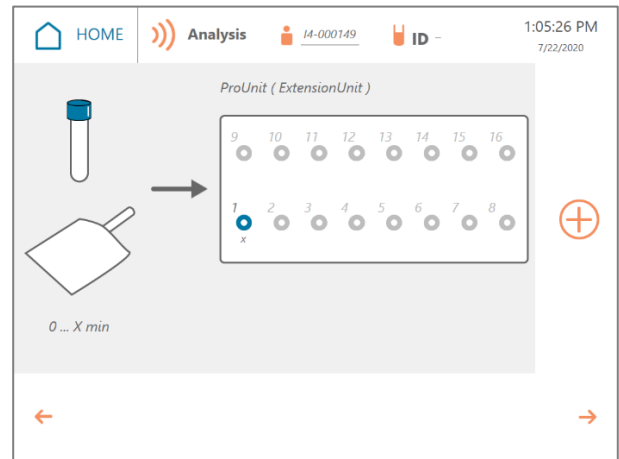 HOME
Analysis
I4-000149
ID –
1:05:26 PM
7/22/2020
ProUnit ( ExtensionUnit )
9 10 11 12 13 14 15 16
1 2 3 4 5 6 7 8
x
0 ... X min